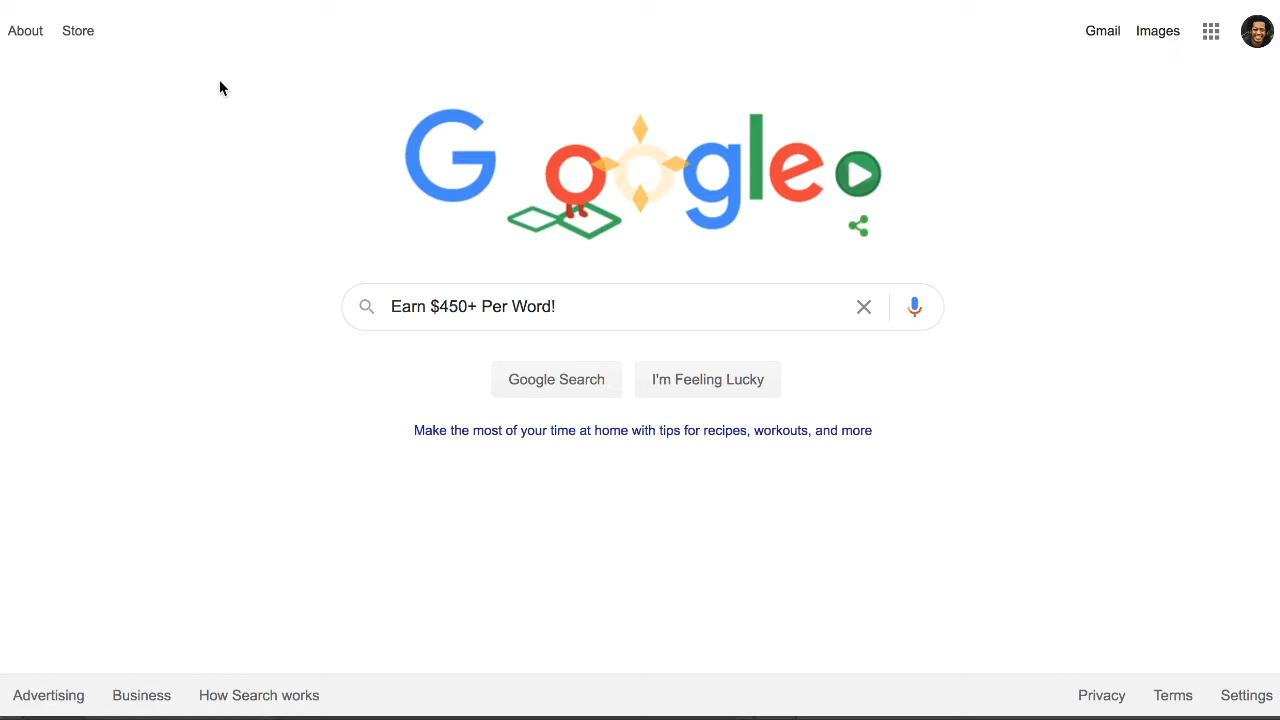 About Store
Gmail Images
Google
Earn $450+ Per Word!
Google Search I'm Feeling Lucky
Make the most of your time at home with tips for recipes, workouts, and more
Advertising Business How Search works
Privacy Terms Settings